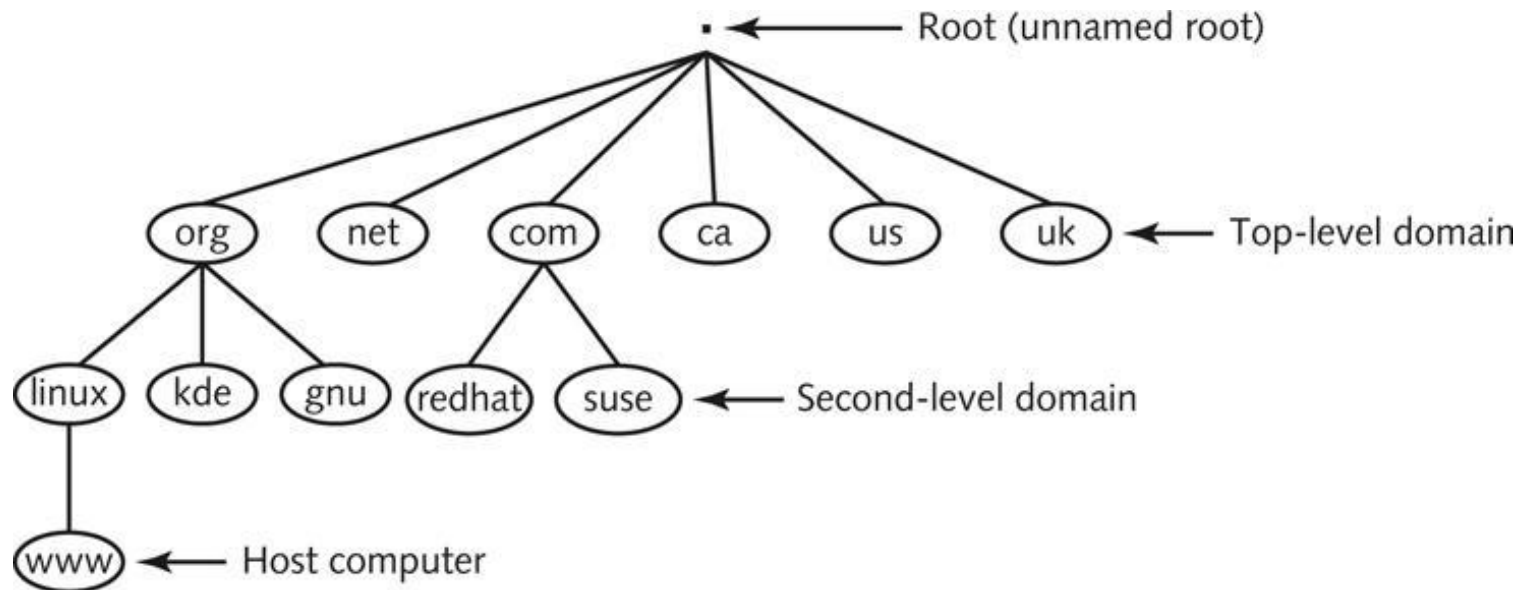 . Root (unnamed root)
org net com ca us uk Top-level domain
linux kde gnu redhat suse Second-level domain
www Host computer